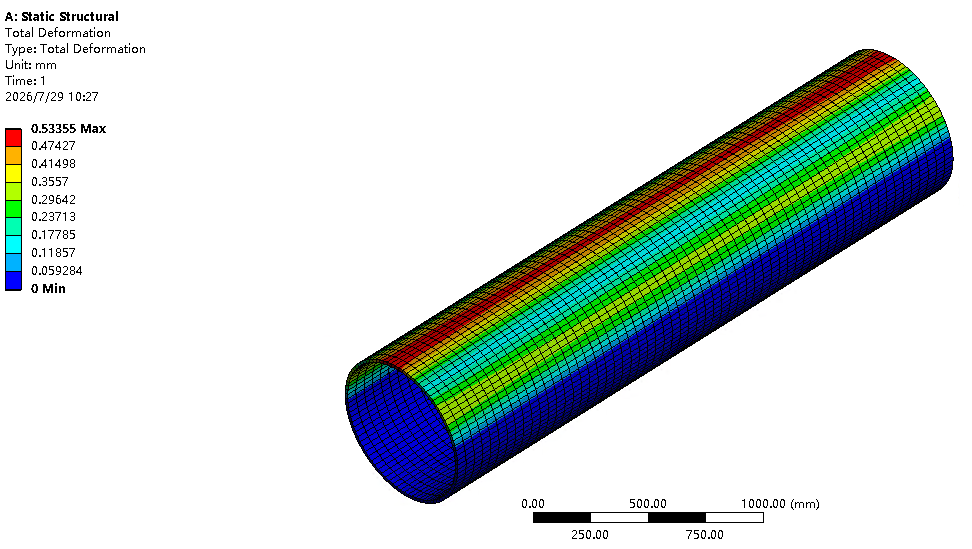 A: Static Structural
Total Deformation
Type: Total Deformation
Unit: mm
Time: 1
2026/7/29 10:27
0.53355 Max
0.47427
0.41498
0.3557
0.29642
0.23713
0.17785
0.11857
0.059284
0 Min
0.00 500.00 1000.00 (mm)
250.00 750.00